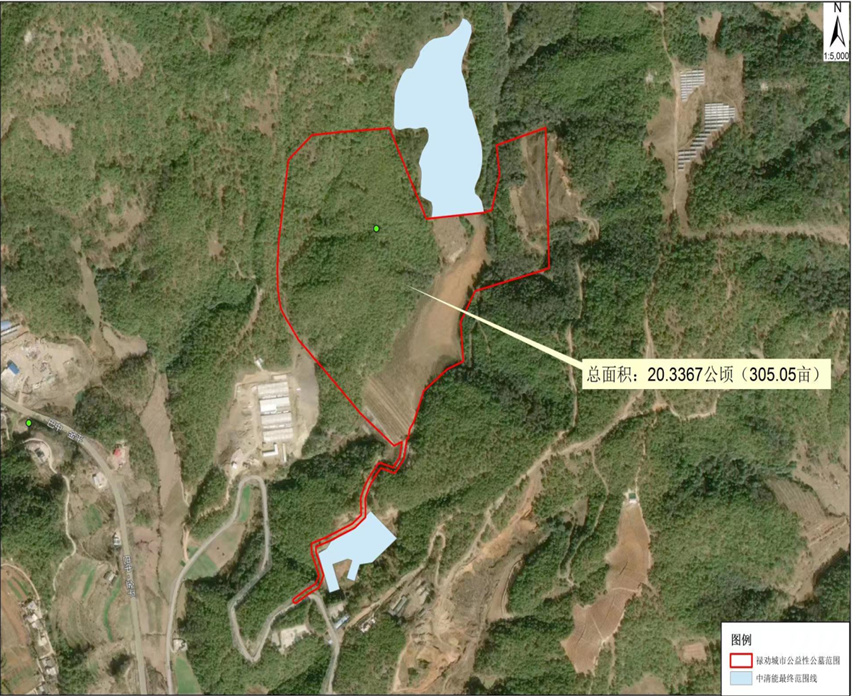 N
1:5,000
总面积：20.3367公顷（305.05亩）
图例
禄劝城市公益性公墓范围
中清能最终范围线